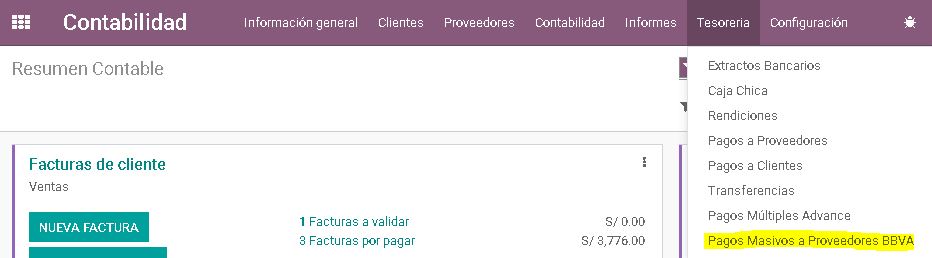 Contabilidad Información general Clientes Proveedores Contabilidad Informes Tesoreria Configuración
Resumen Contable
Extractos Bancarios
Caja Chica
Rendiciones
Pagos a Proveedores
Pagos a Clientes
Transferencias
Pagos Múltiples Advance
Pagos Masivos a Proveedores BBVA
Facturas de cliente
Ventas
NUEVA FACTURA
1 Facturas a validar S/ 0.00
3 Facturas por pagar S/ 3,776.00